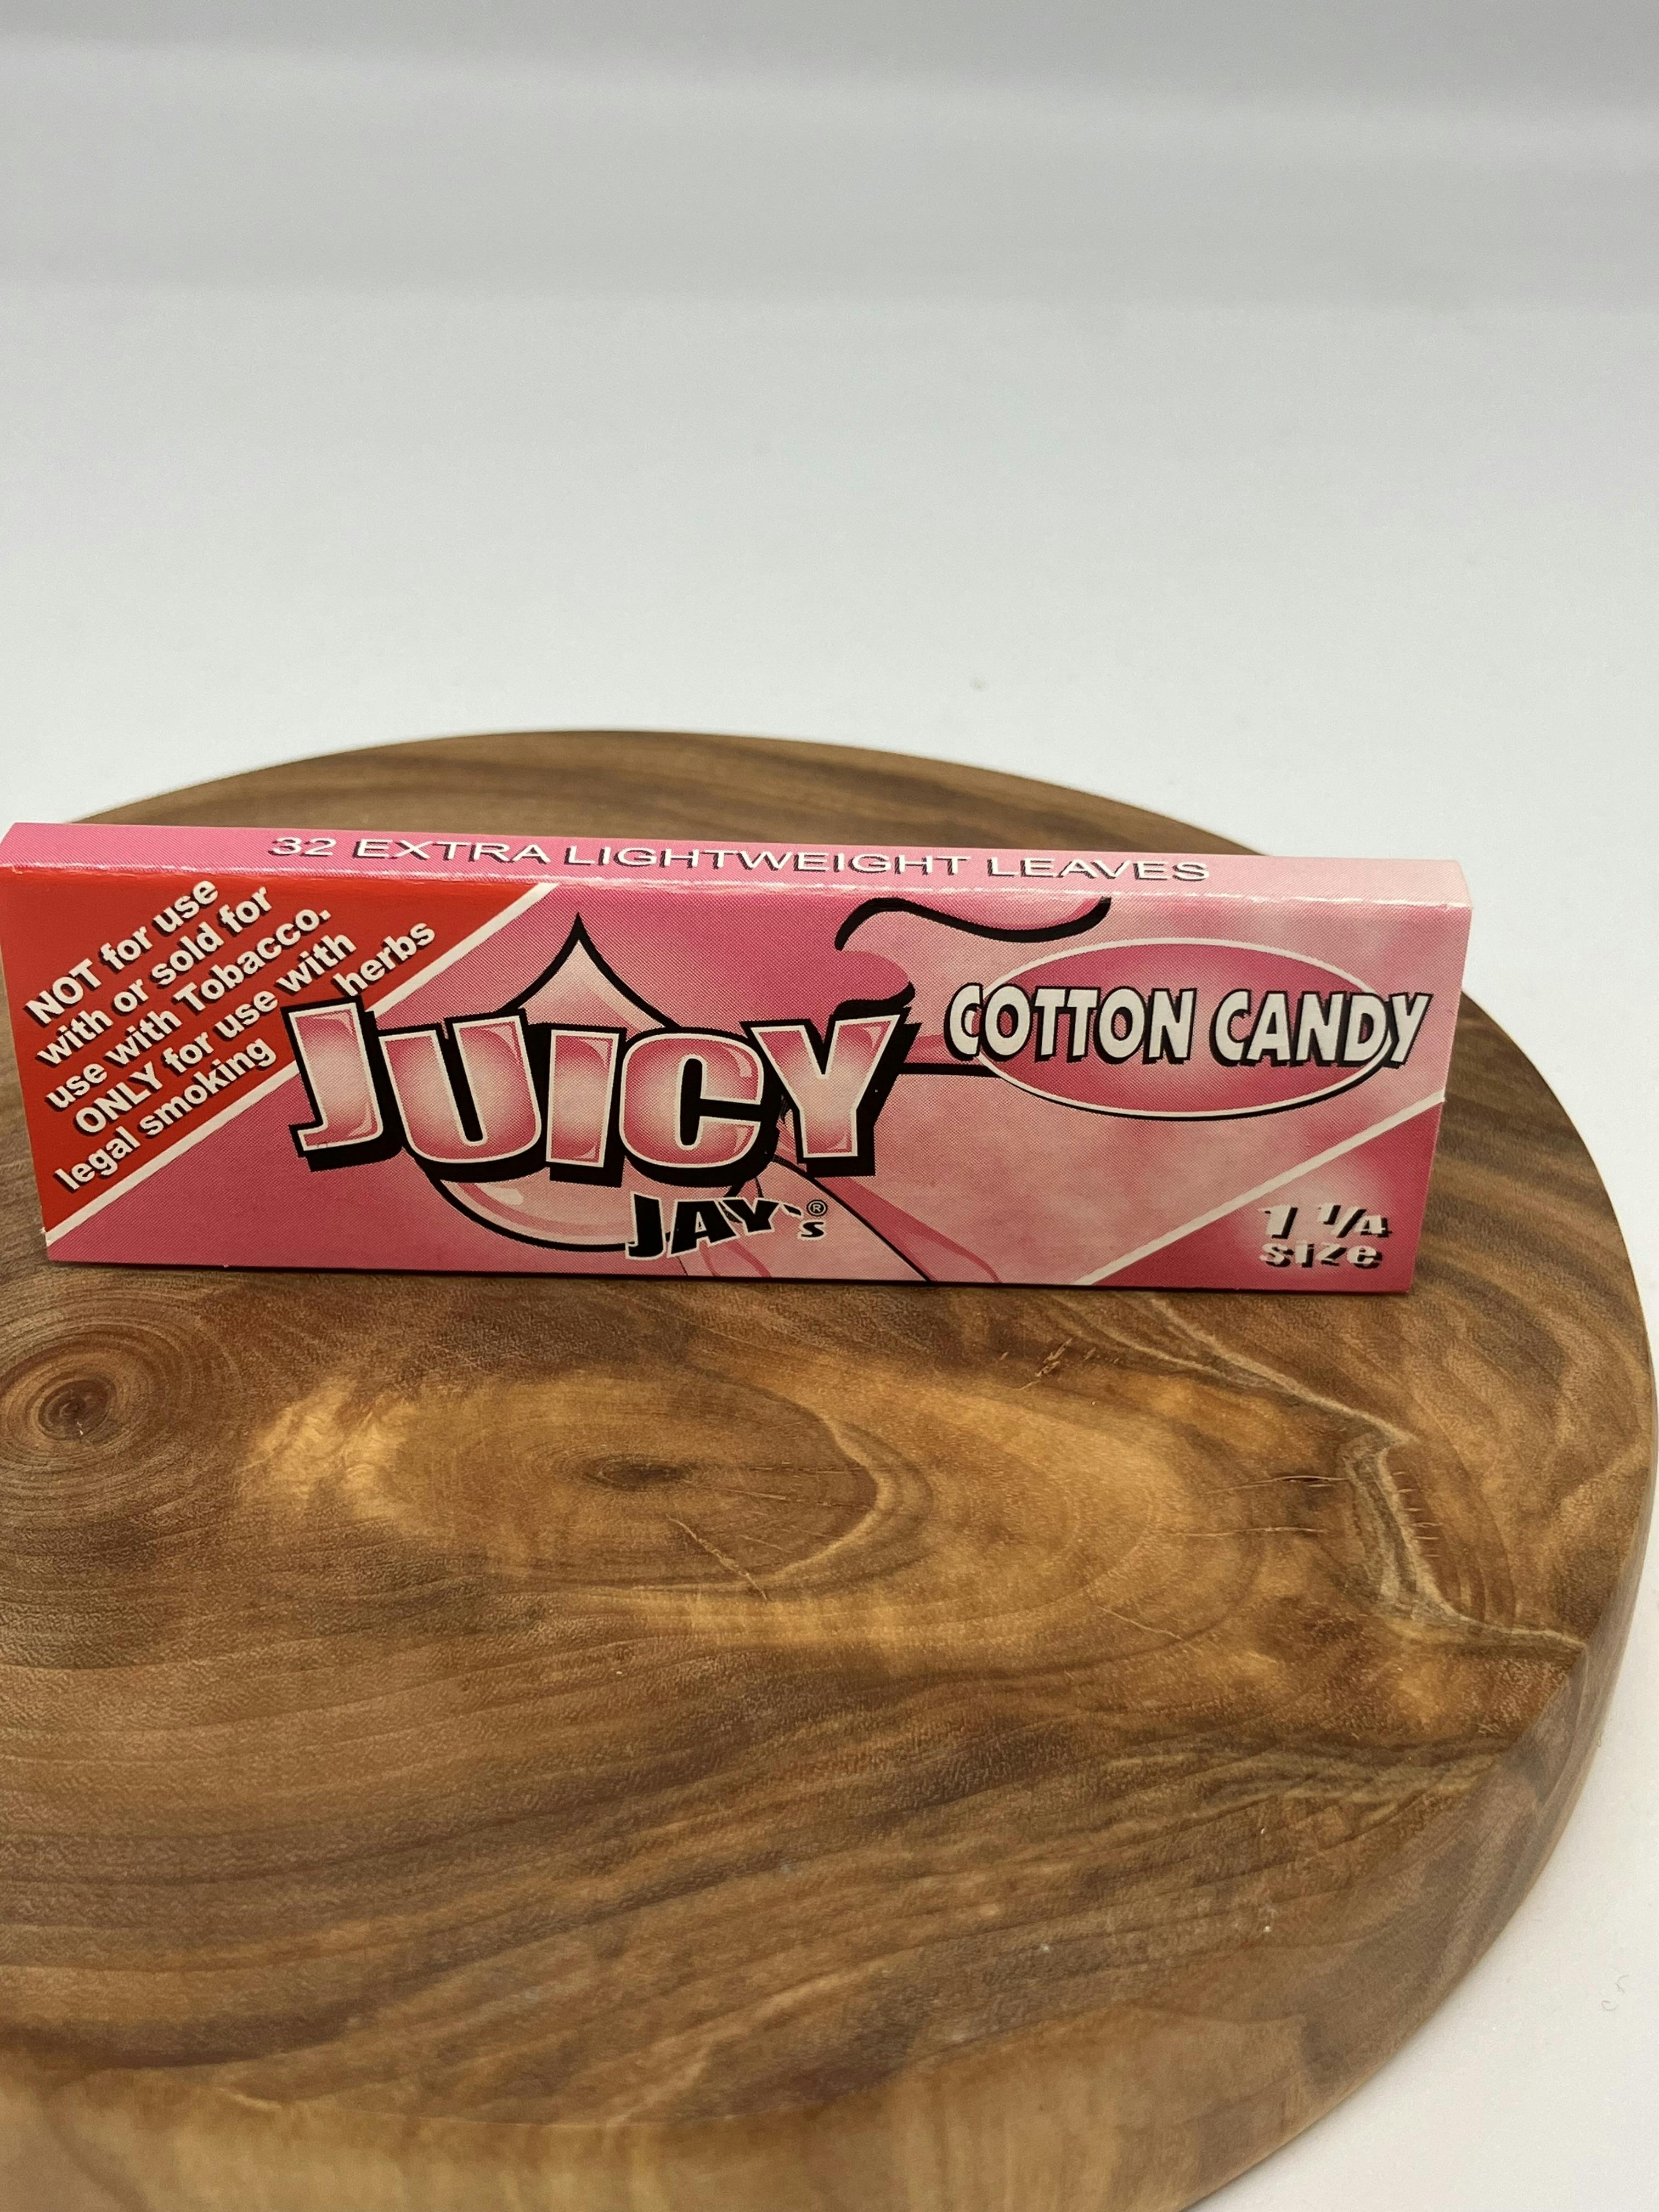 32 EXTRA LIGHTWEIGHT LEAVES
NOT for use
with or sold for
use with Tobacco.
ONLY for use with
legal smoking herbs
JUICY
JAY's®
COTTON CANDY
1 1/4
size